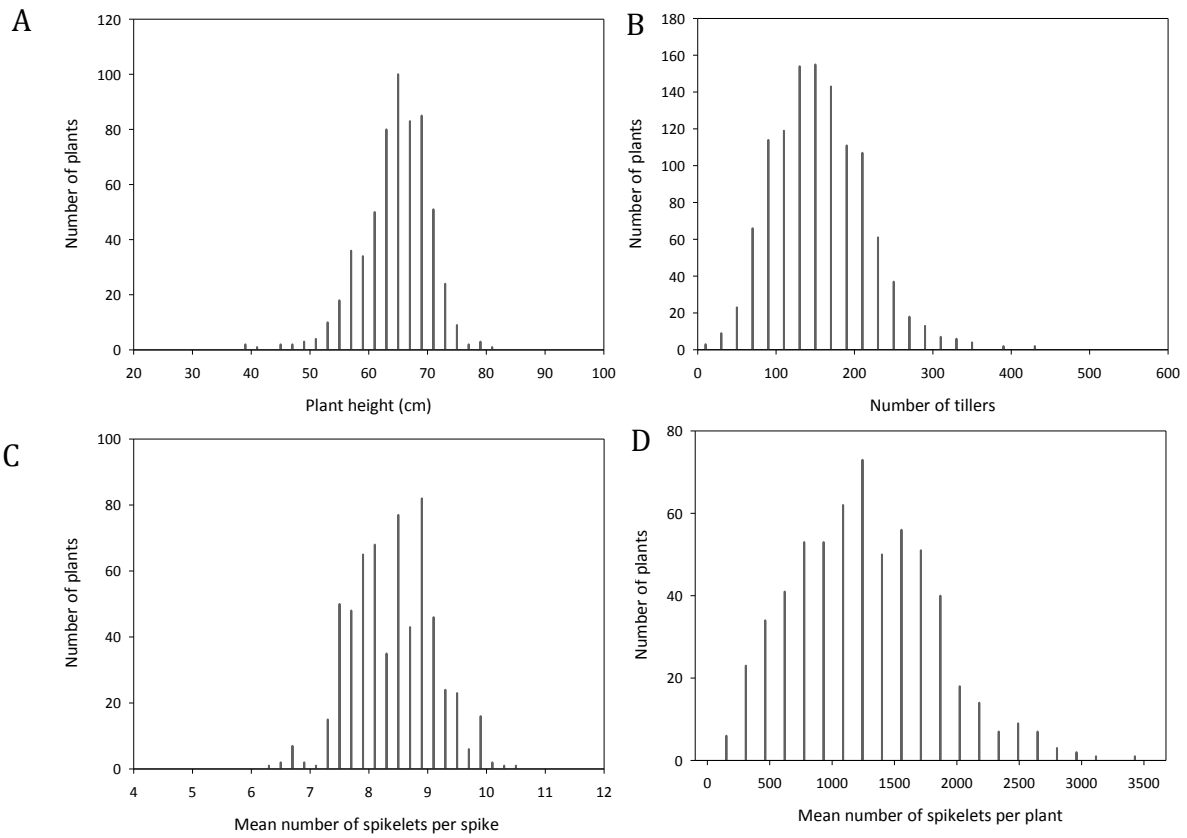 A
120
100
80
60
40
20
0
Number of plants
20 30 40 50 60 70 80 90 100
Plant height (cm)
B
180
160
140
120
100
80
60
40
20
0
Number of plants
0 100 200 300 400 500 600
Number of tillers
C
100
80
60
40
20
0
Number of plants
4 5 6 7 8 9 10 11 12
Mean number of spikelets per spike
D
80
60
40
20
0
Number of plants
0 500 1000 1500 2000 2500 3000 3500
Mean number of spikelets per plant